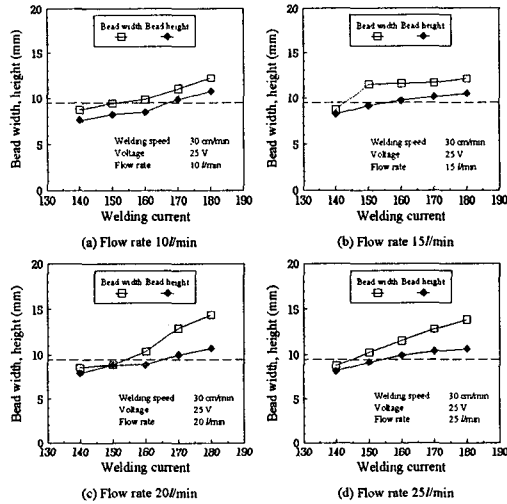 Bead width Bead height
Bead width, height (mm)
20
15
10
5
0
Welding speed 30 cm/min
Voltage 25 V
Flow rate 10 l/min
130 140 150 160 170 180 190
Welding current
(a) Flow rate 10l/min
Bead width Bead height
Bead width, height (mm)
20
15
10
5
0
Welding speed 30 cm/min
Voltage 25 V
Flow rate 15 l/min
130 140 150 160 170 180 190
Welding current
(b) Flow rate 15l/min
Bead width Bead height
Bead width, height (mm)
20
15
10
5
0
Welding speed 30 cm/min
Voltage 25 V
Flow rate 20 l/min
130 140 150 160 170 180 190
Welding current
(c) Flow rate 20l/min
Bead width Bead height
Bead width, height (mm)
20
15
10
5
0
Welding speed 30 cm/min
Voltage 25 V
Flow rate 25 l/min
130 140 150 160 170 180 190
Welding current
(d) Flow rate 25l/min